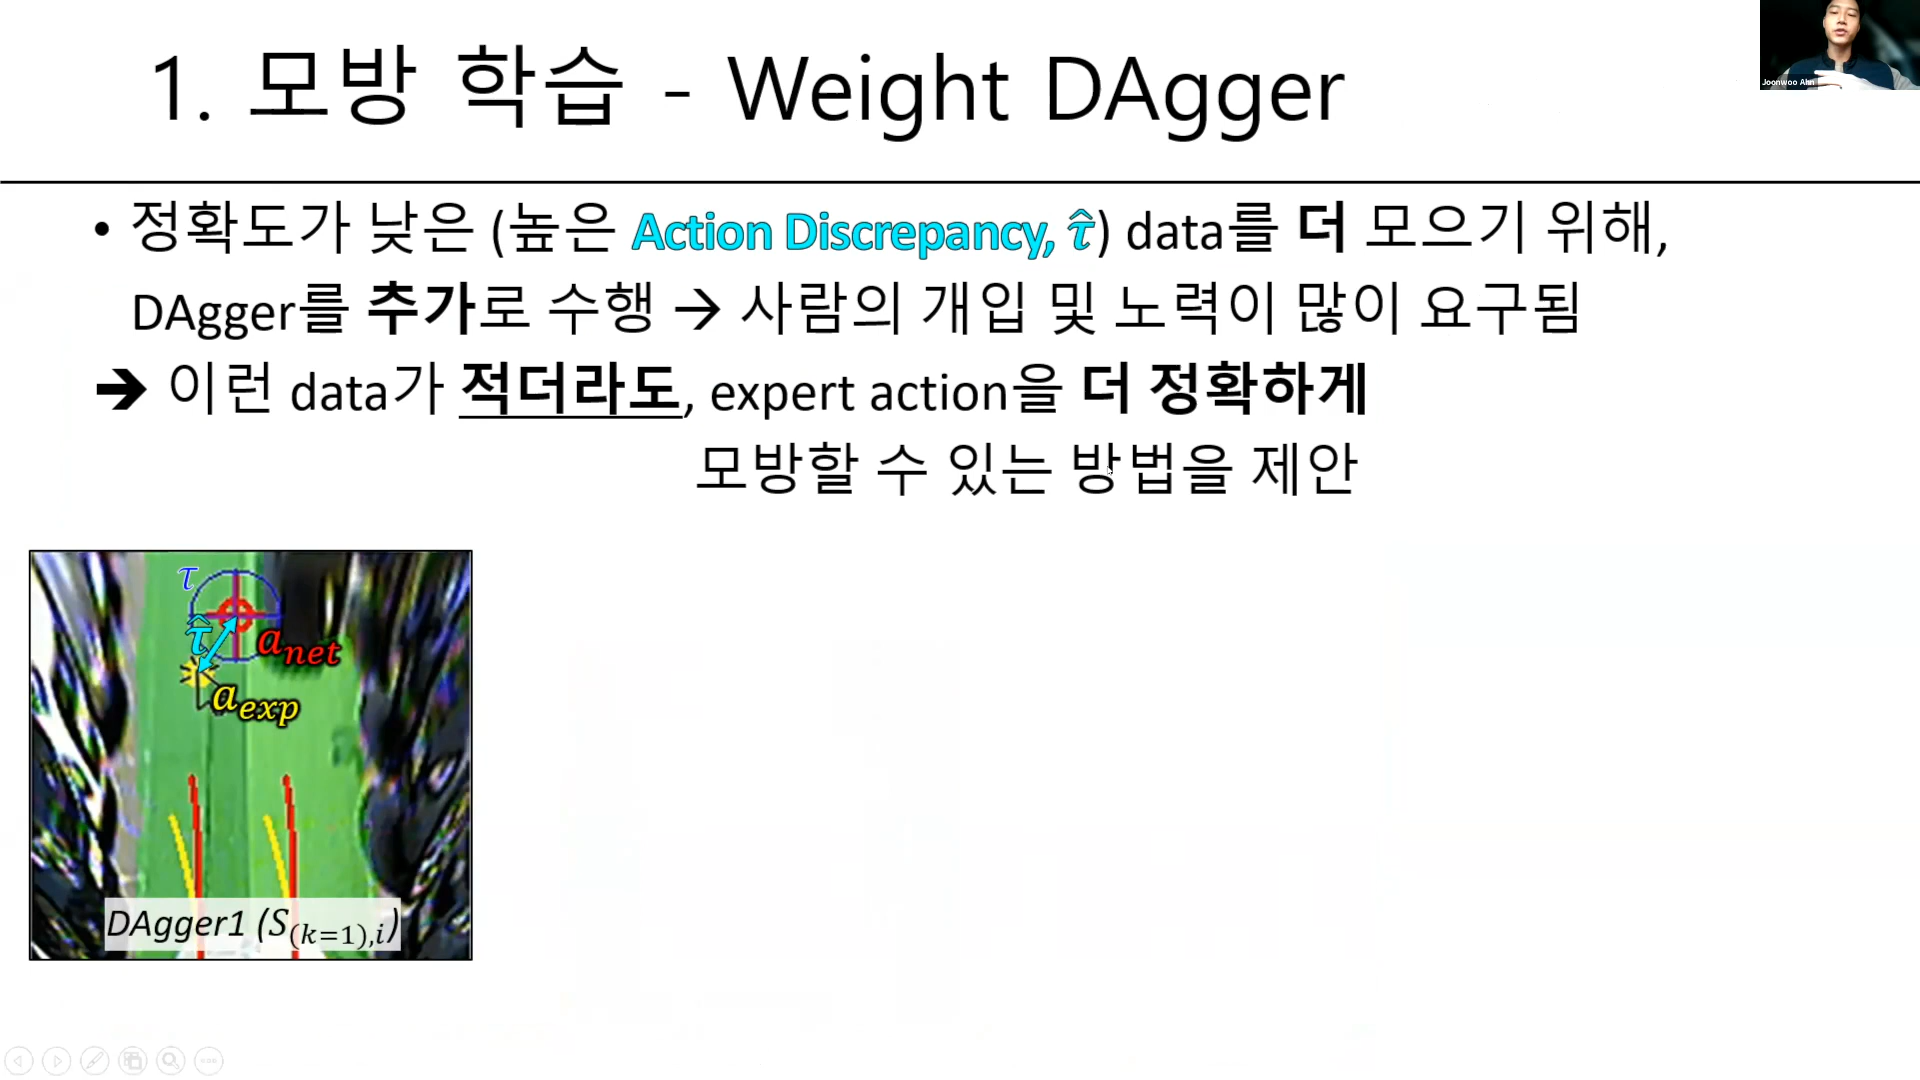 1. 모방 학습 - Weight DAgger
Joonwoo Ahn
• 정확도가 낮은 (높은 Action Discrepancy, τ̂) data를 더 모으기 위해,
DAgger를 추가로 수행 → 사람의 개입 및 노력이 많이 요구됨
➔ 이런 data가 적더라도, expert action을 더 정확하게
모방할 수 있는 방법을 제안
τ
τ̂
a_net
a_exp
DAgger1 (S_(k=1),i)